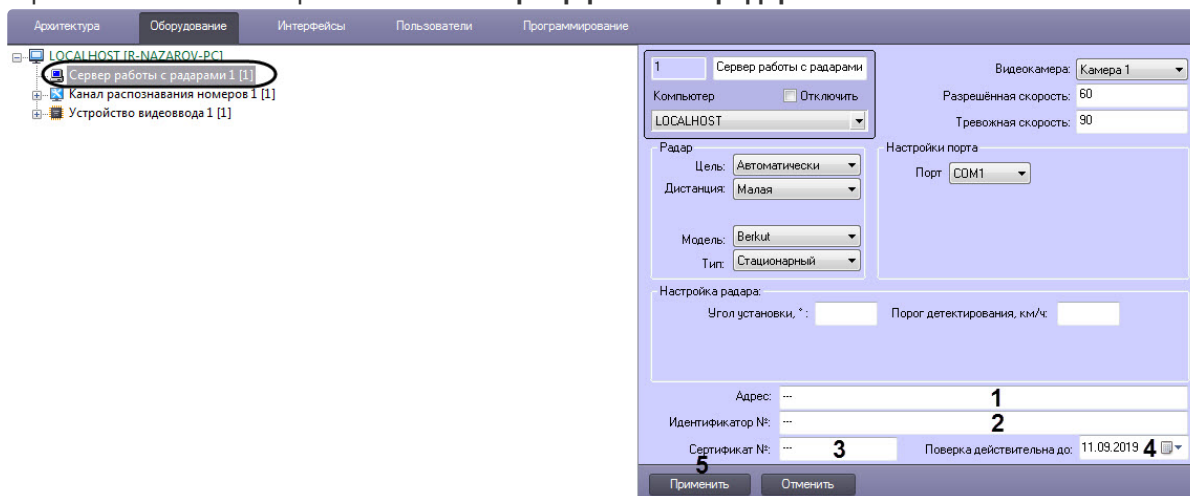 Архитектура Оборудование Интерфейсы Пользователи Программирование
LOCALHOST [R-NAZAROV-PC]
Сервер работы с радарами 1 [1]
Канал распознавания номеров 1 [1]
Устройство видеоввода 1 [1]
1 Сервер работы с радарами
Компьютер Отключить
LOCALHOST
Видеокамера: Камера 1
Разрешённая скорость: 60
Тревожная скорость: 90
Радар
Цель: Автоматически
Дистанция: Малая
Модель: Berkut
Тип: Стационарный
Настройки порта
Порт COM1
Настройка радара:
Угол установки, ° : Порог детектирования, км/ч:
Адрес: --- 1
Идентификатор №: --- 2
Сертификат №: --- 3 Поверка действительна до: 11.09.2019 4
5
Применить Отменить